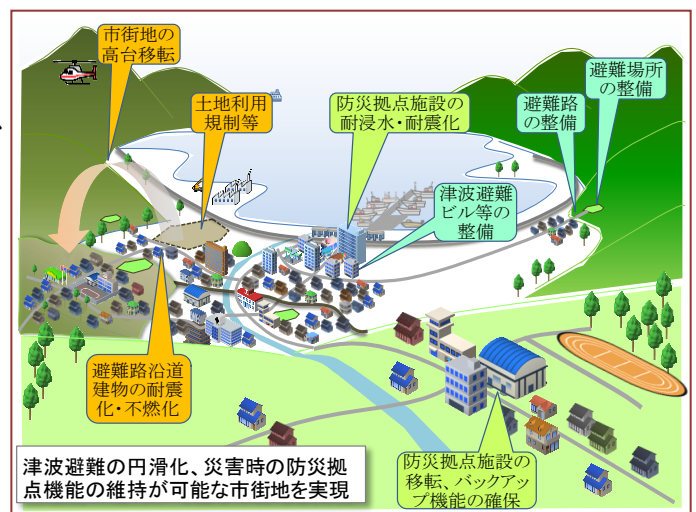 市街地の
高台移転
土地利用
規制等
防災拠点施設の
耐浸水・耐震化
避難路
の整備
避難場所
の整備
津波避難
ビル等の
整備
避難路沿道
建物の耐震
化・不燃化
防災拠点施設の
移転、バックアッ
プ機能の確保
津波避難の円滑化、災害時の防災拠
点機能の維持が可能な市街地を実現